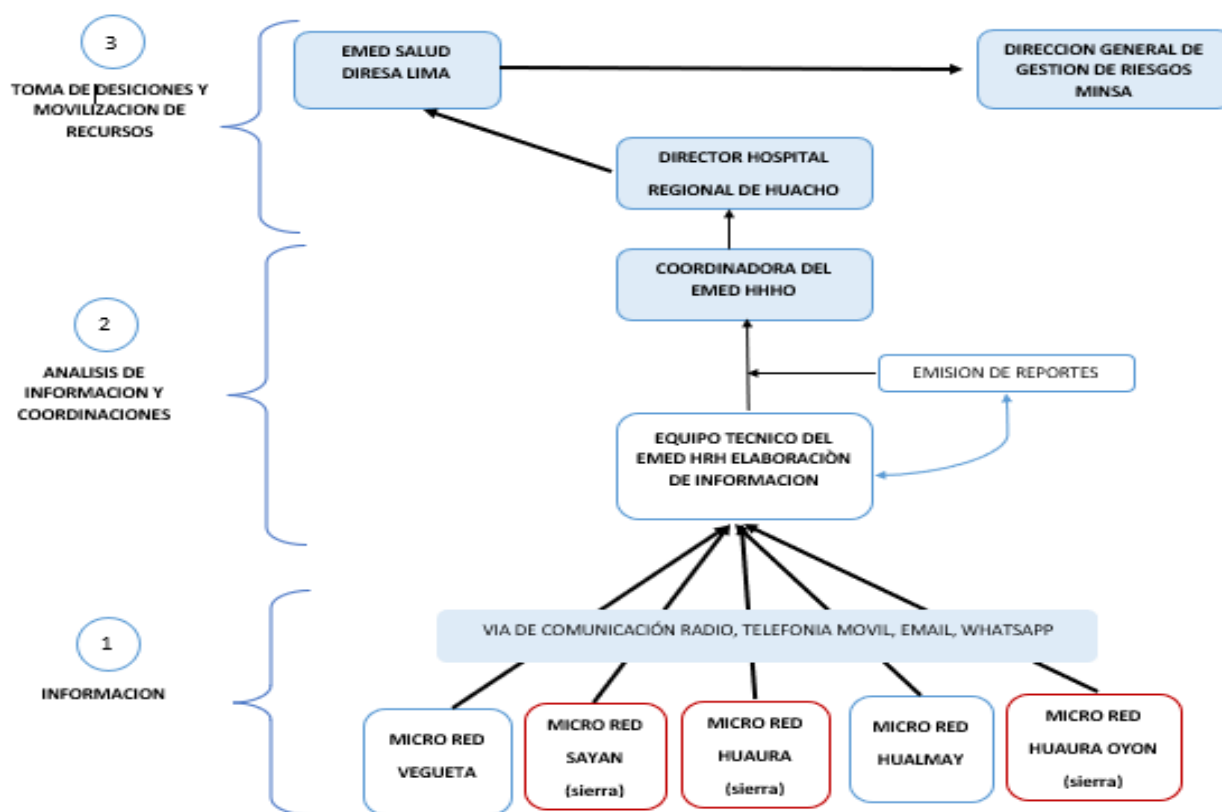 3
TOMA DE DESICIONES Y
MOVILIZACION DE
RECURSOS
EMED SALUD
DIRESA LIMA
DIRECCION GENERAL DE
GESTION DE RIESGOS
MINSA
DIRECTOR HOSPITAL
REGIONAL DE HUACHO
2
ANALISIS DE
INFORMACION Y
COORDINACIONES
COORDINADORA DEL
EMED HHHO
EMISION DE REPORTES
EQUIPO TECNICO DEL
EMED HRH ELABORACIÒN
DE INFORMACION
1
INFORMACION
VIA DE COMUNICACIÓN RADIO, TELEFONIA MOVIL, EMAIL, WHATSAPP
MICRO RED
VEGUETA
MICRO RED
SAYAN
(sierra)
MICRO RED
HUAURA
(sierra)
MICRO RED
HUALMAY
MICRO RED
HUAURA OYON
(sierra)